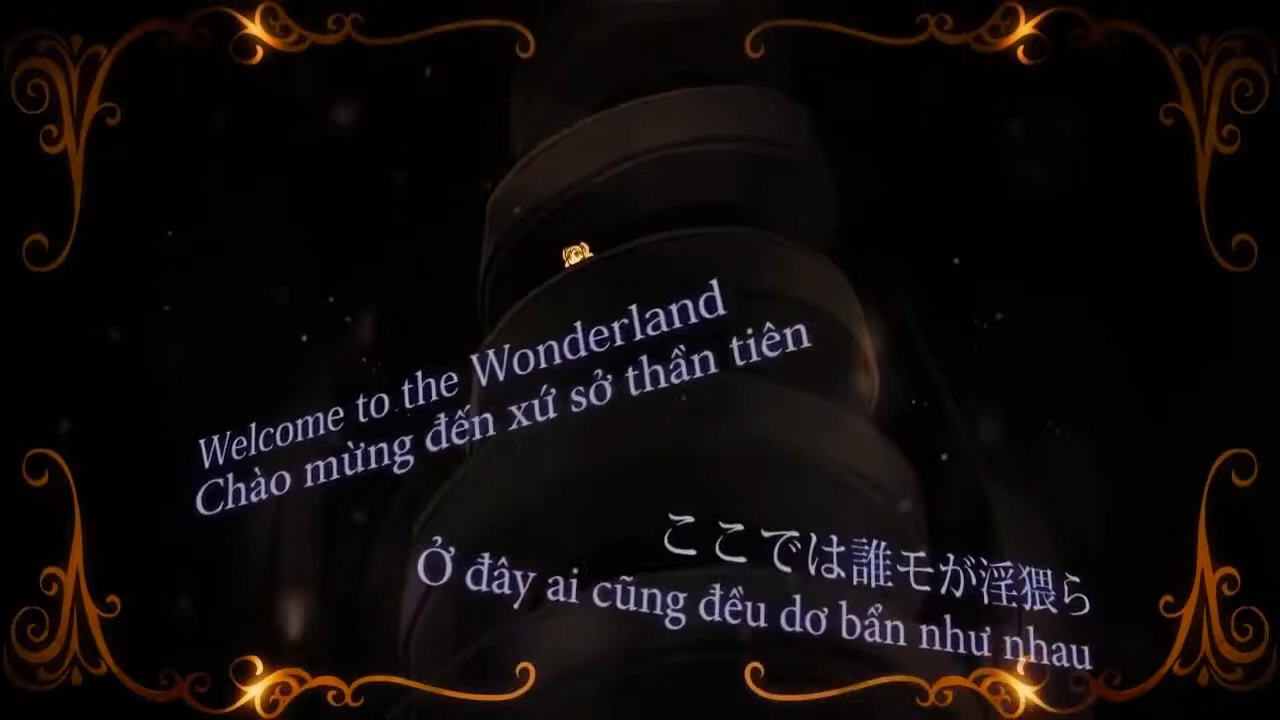 Welcome to the Wonderland
Chào mừng đến xứ sở thần tiên
ここでは誰モが淫猥ら
Ở đây ai cũng đều dơ bẩn như nhau